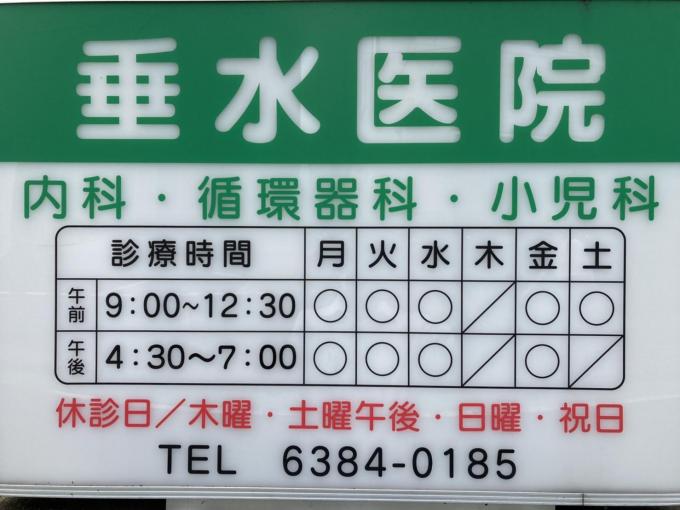 垂水医院
内科・循環器科・小児科
診療時間 月 火 水 木 金 土
午前 9:00~12:30 ○ ○ ○ ／ ○ ○
午後 4:30～7:00 ○ ○ ○ ／ ○ ／
休診日／木曜・土曜午後・日曜・祝日
TEL 6384-0185